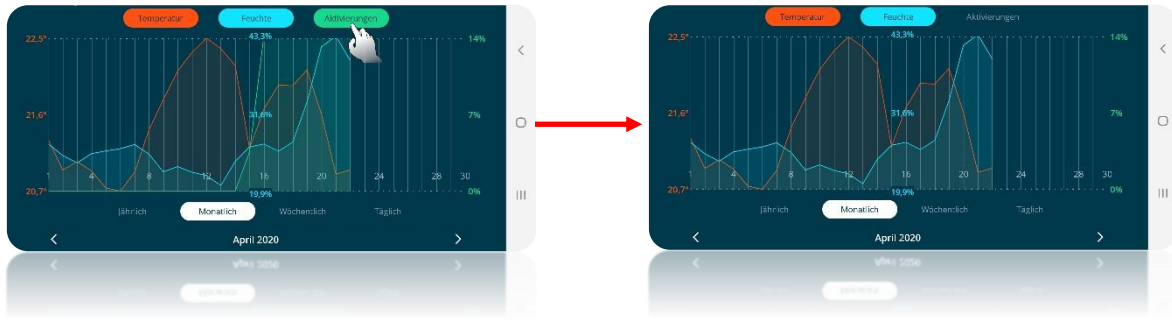 Temperatur Feuchte Aktivierungen
22,5° 43,3% 14%
21,6° 31,6% 7%
1 4 8 12 16 20 24 28 30
20,7° 19,9% 0%
Jährlich Monatlich Wöchentlich Täglich
April 2020
Temperatur Feuchte Aktivierungen
22,5° 43,3% 14%
21,6° 31,6% 7%
1 4 8 12 16 20 24 28 30
20,7° 19,9% 0%
Jährlich Monatlich Wöchentlich Täglich
April 2020